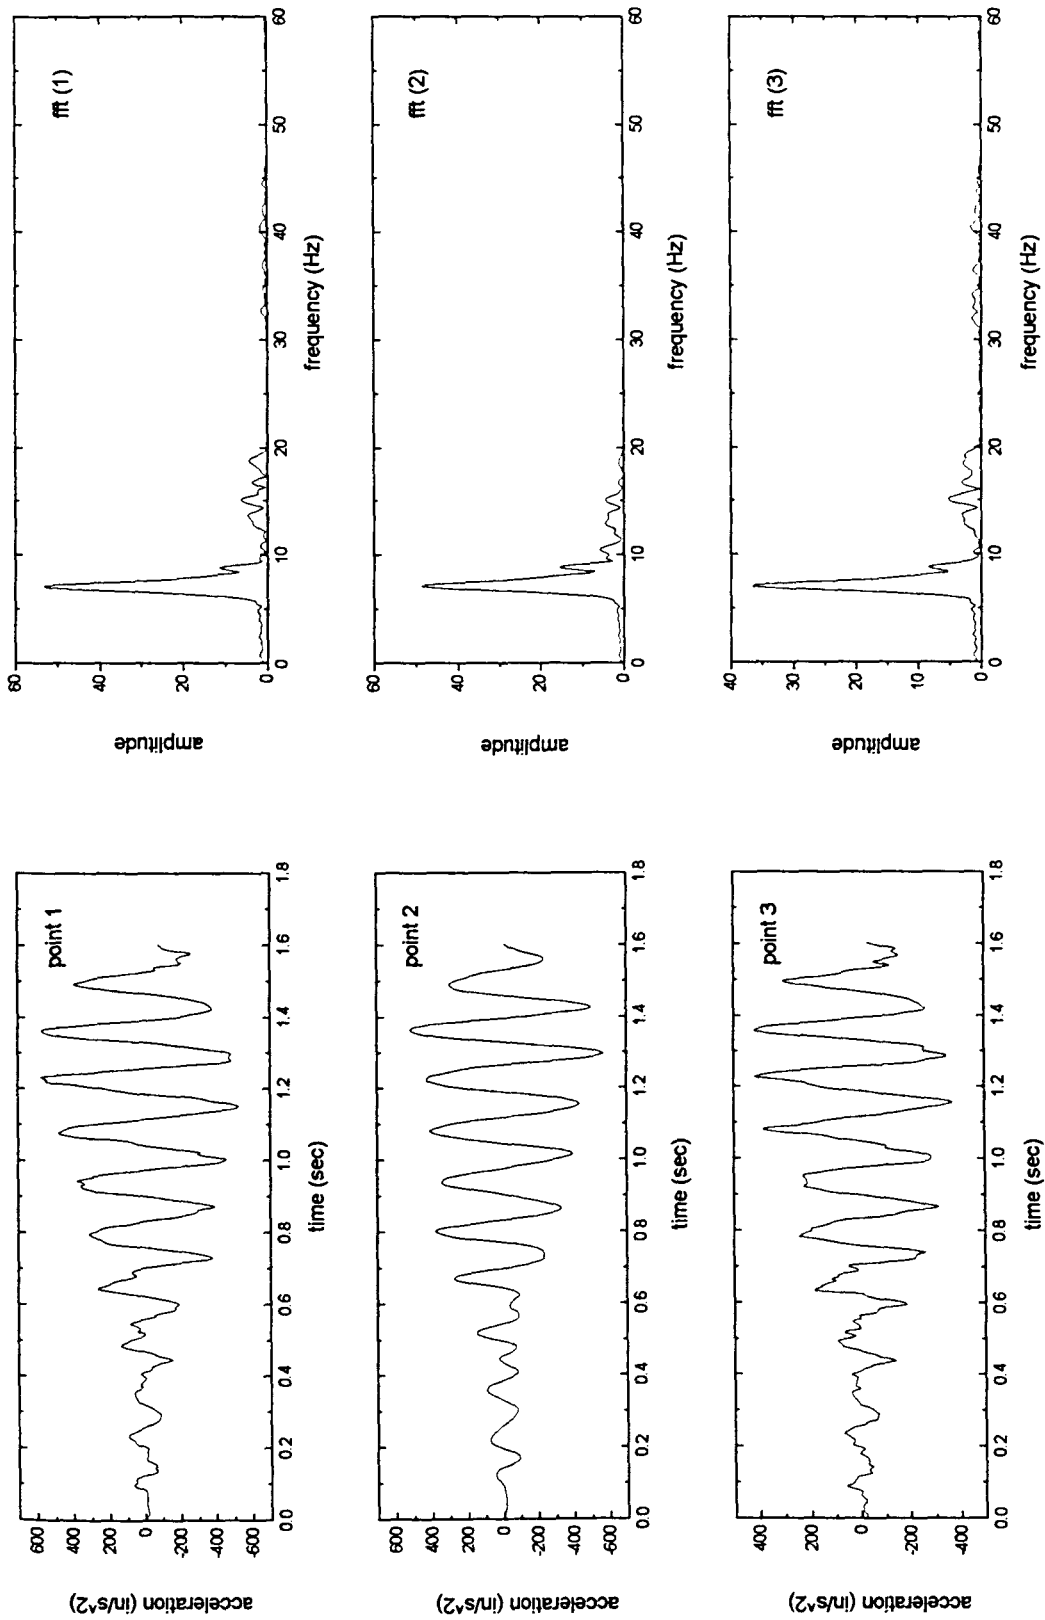 600
400
200
0
-200
-400
-600
acceleration (in/s^2)
point 1
0.0 0.2 0.4 0.6 0.8 1.0 1.2 1.4 1.6 1.8
time (sec)
60
40
20
0
amplitude
fft (1)
0 10 20 30 40 50 60
frequency (Hz)
600
400
200
0
-200
-400
-600
acceleration (in/s^2)
point 2
0.0 0.2 0.4 0.6 0.8 1.0 1.2 1.4 1.6 1.8
time (sec)
60
40
20
0
amplitude
fft (2)
0 10 20 30 40 50 60
frequency (Hz)
400
200
0
-200
-400
acceleration (in/s^2)
point 3
0.0 0.2 0.4 0.6 0.8 1.0 1.2 1.4 1.6 1.8
time (sec)
40
30
20
10
0
amplitude
fft (3)
0 10 20 30 40 50 60
frequency (Hz)